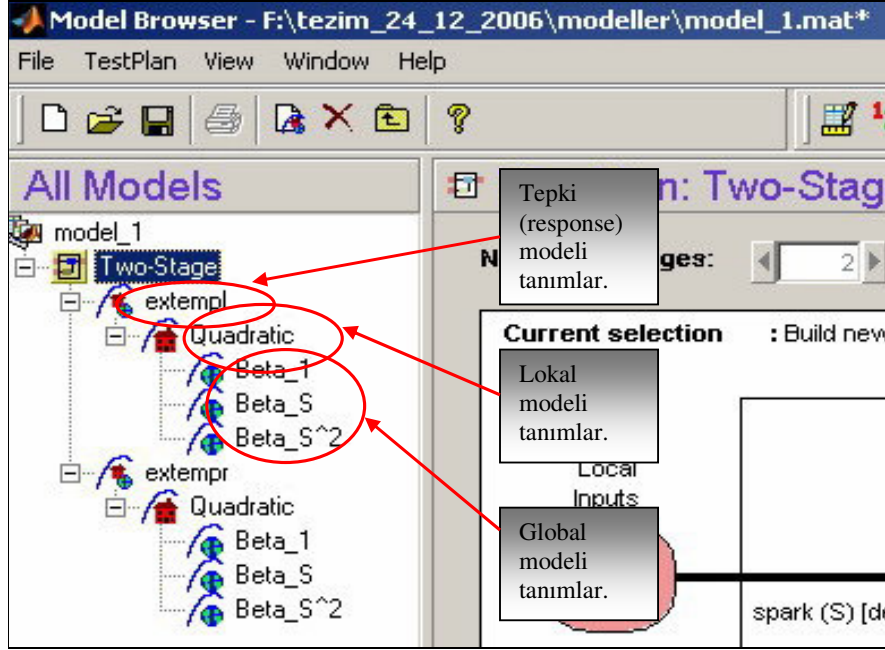 Model Browser - F:\tezim_24_12_2006\modeller\model_1.mat*
File TestPlan View Window Help
All Models
n: Two-Stag
model_1
Two-Stage
extempl
Quadratic
Beta_1
Beta_S
Beta_S^2
extempr
Quadratic
Beta_1
Beta_S
Beta_S^2
Tepki
(response)
modeli
tanımlar.
N ges: 2
Current selection : Build new
Lokal
modeli
tanımlar.
Local
Inputs
Global
modeli
tanımlar.
spark (S) [de